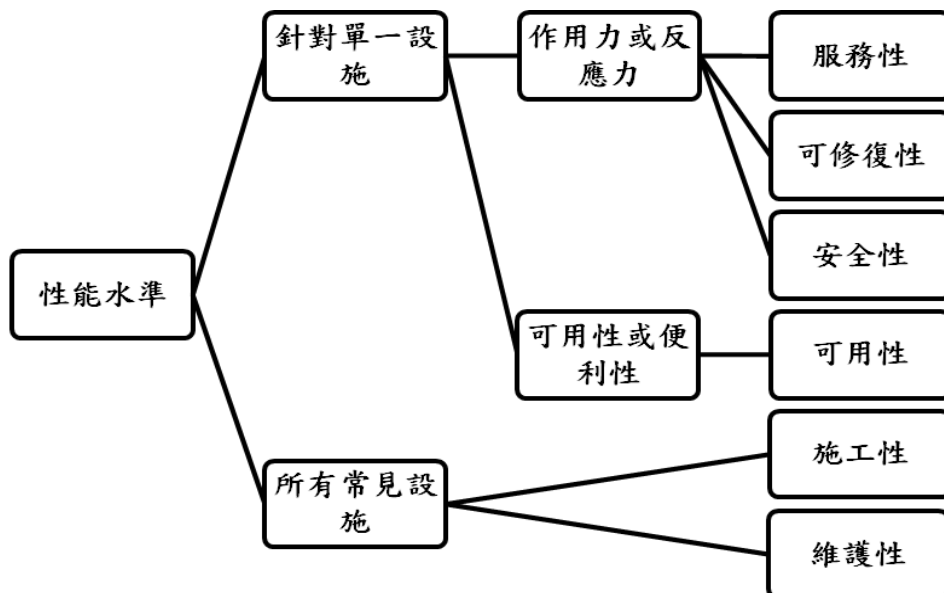 針對單一設
施
作用力或反
應力
服務性
可修復性
安全性
性能水準
可用性或便
利性
可用性
所有常見設
施
施工性
維護性